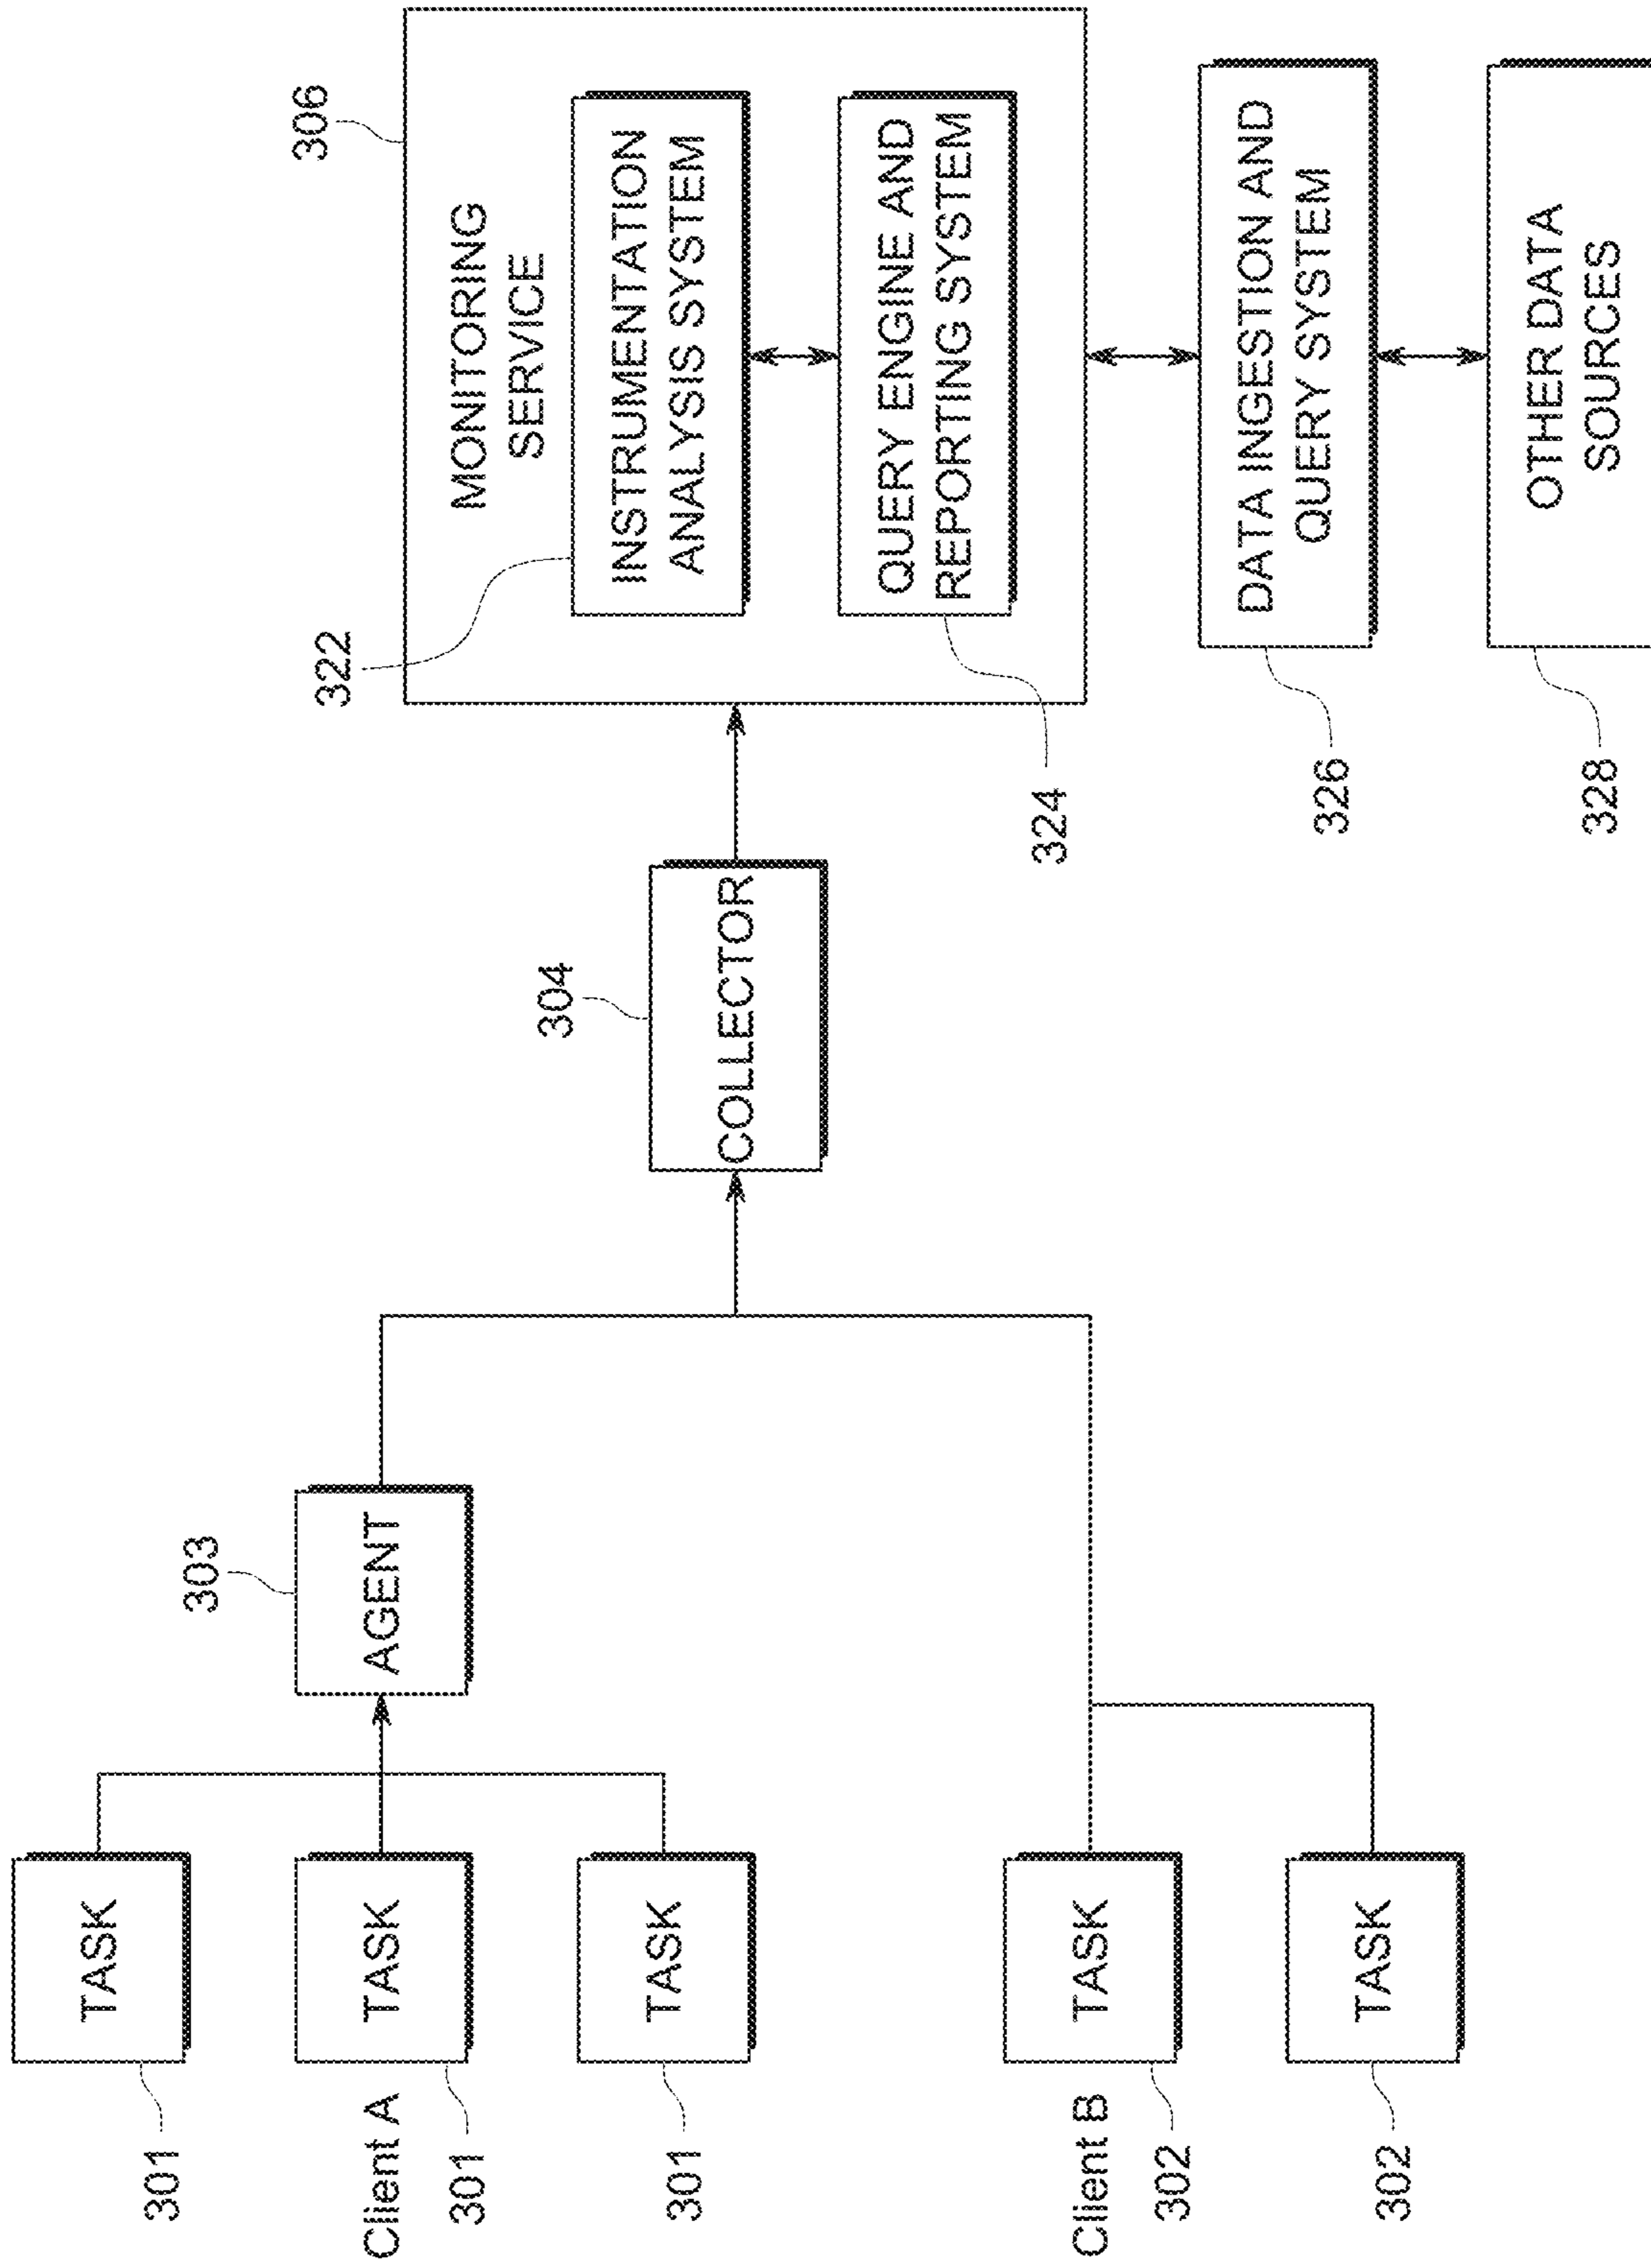 301
TASK
Client A
301
TASK
301
TASK
303
AGENT
Client B
302
TASK
302
TASK
304
COLLECTOR
306
MONITORING
SERVICE
322
INSTRUMENTATION
ANALYSIS SYSTEM
324
QUERY ENGINE AND
REPORTING SYSTEM
326
DATA INGESTION AND
QUERY SYSTEM
328
OTHER DATA
SOURCES